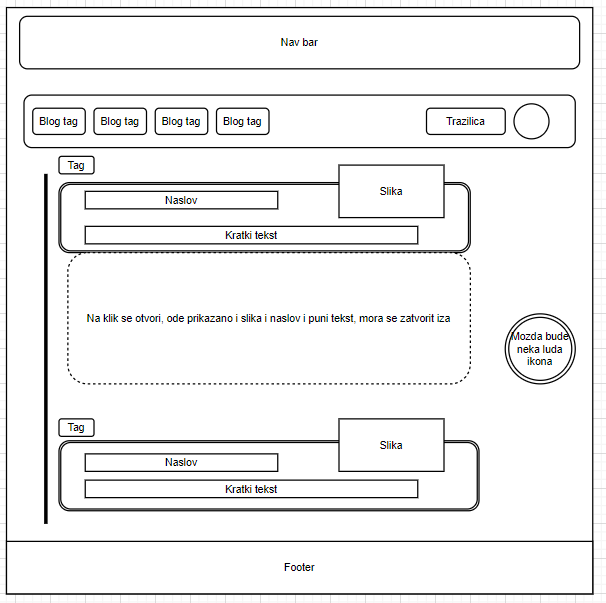 Nav bar
Blog tag
Blog tag
Blog tag
Blog tag
Trazilica
Tag
Slika
Naslov
Kratki tekst
Na klik se otvori, ode prikazano i slika i naslov i puni tekst, mora se zatvorit iza
Mozda bude
neka luda
ikona
Tag
Slika
Naslov
Kratki tekst
Footer